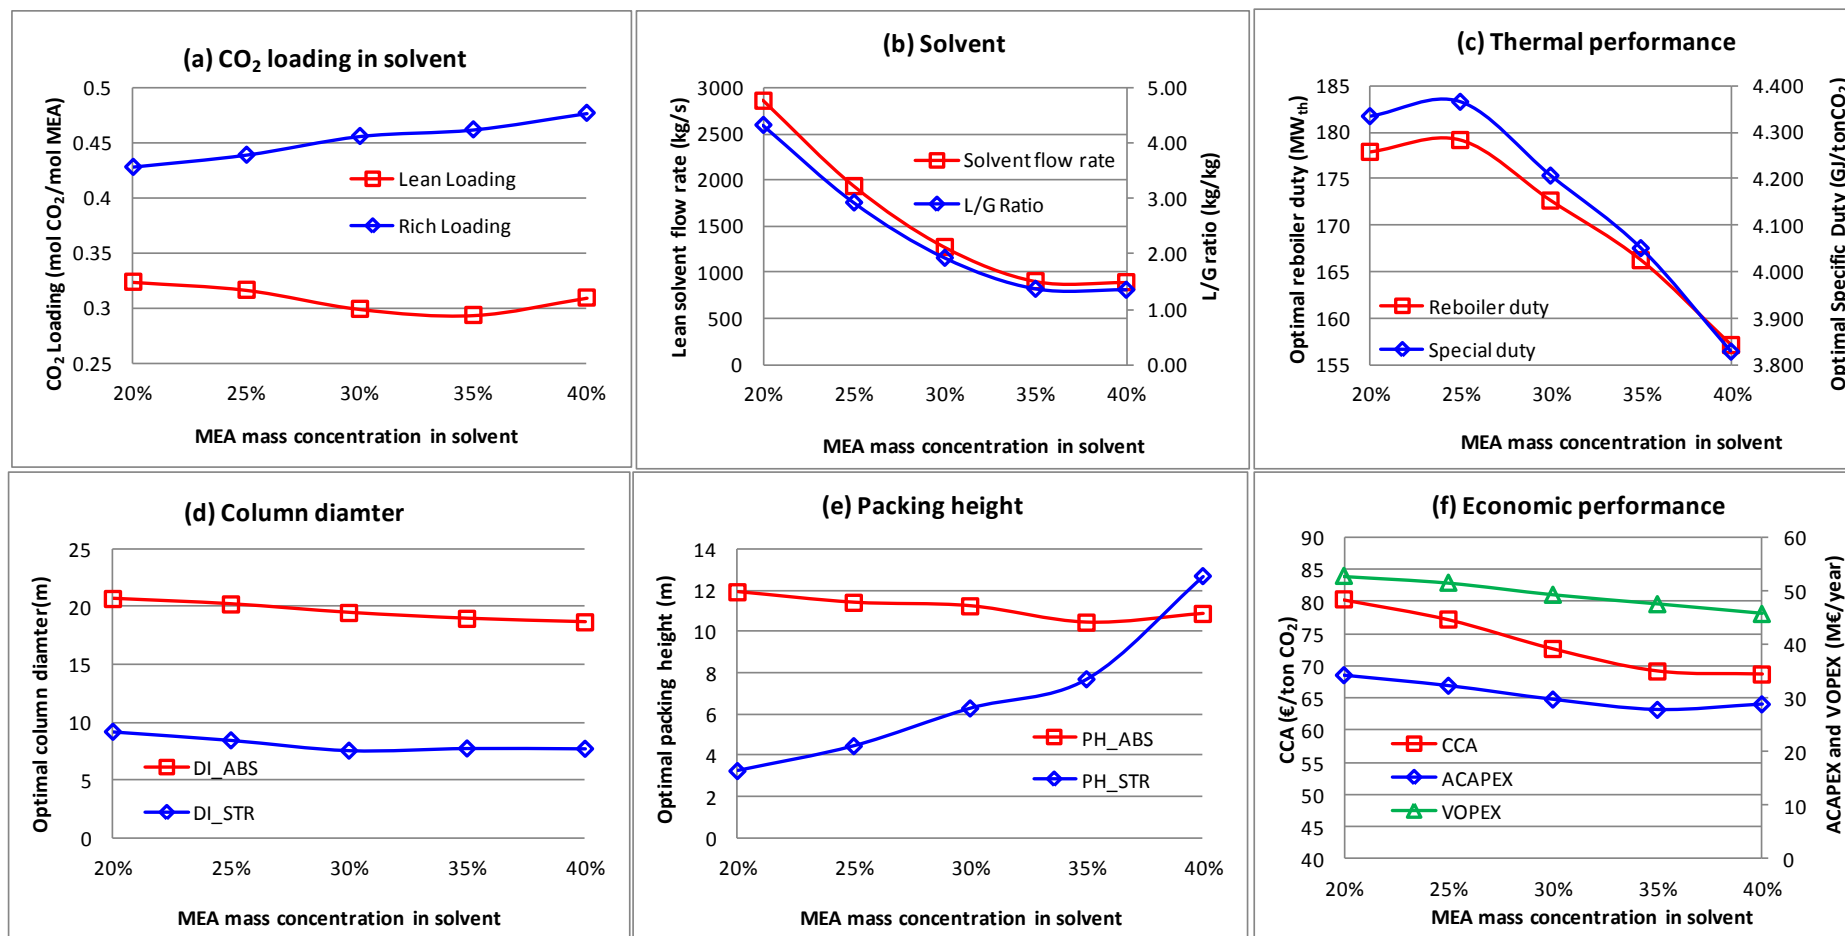 (a) CO₂ loading in solvent
CO₂ Loading (mol CO₂/mol MEA)
0.5
0.45
0.4
0.35
0.3
0.25
Lean Loading
Rich Loading
20% 25% 30% 35% 40%
MEA mass concentration in solvent
(b) Solvent
Lean solvent flow rate (kg/s)
3000
2500
2000
1500
1000
500
0
Solvent flow rate
L/G Ratio
5.00
4.00
3.00
2.00
1.00
0.00
L/G ratio (kg/kg)
20% 25% 30% 35% 40%
MEA mass concentration in solvent
(c) Thermal performance
Optimal reboiler duty (MWth)
185
180
175
170
165
160
155
Reboiler duty
Special duty
4.400
4.300
4.200
4.100
4.000
3.900
3.800
Optimal Specific Duty (GJ/tonCO2)
20% 25% 30% 35% 40%
MEA mass concentration in solvent
(d) Column diamter
Optimal column diamter(m)
25
20
15
10
5
0
DI_ABS
DI_STR
20% 25% 30% 35% 40%
MEA mass concentration in solvent
(e) Packing height
Optimal packing height (m)
14
12
10
8
6
4
2
0
PH_ABS
PH_STR
20% 25% 30% 35% 40%
MEA mass concentration in solvent
(f) Economic performance
CCA (€/ton CO₂)
90
85
80
75
70
65
60
55
50
45
40
CCA
ACAPEX
VOPEX
60
50
40
30
20
10
0
ACAPEX and VOPEX (M€/year)
20% 25% 30% 35% 40%
MEA mass concentration in solvent